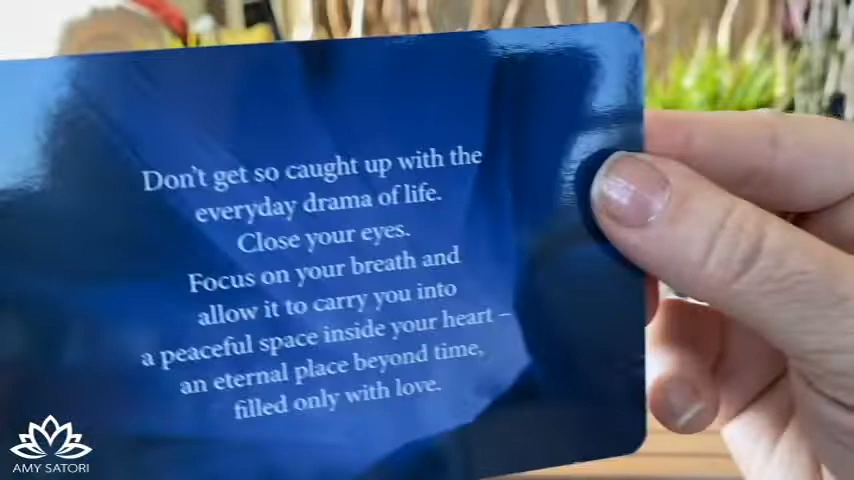 Don't get so caught up with the
everyday drama of life.
Close your eyes.
Focus on your breath and
allow it to carry you into
a peaceful space inside your heart –
an eternal place beyond time,
filled only with love.
AMY SATORI